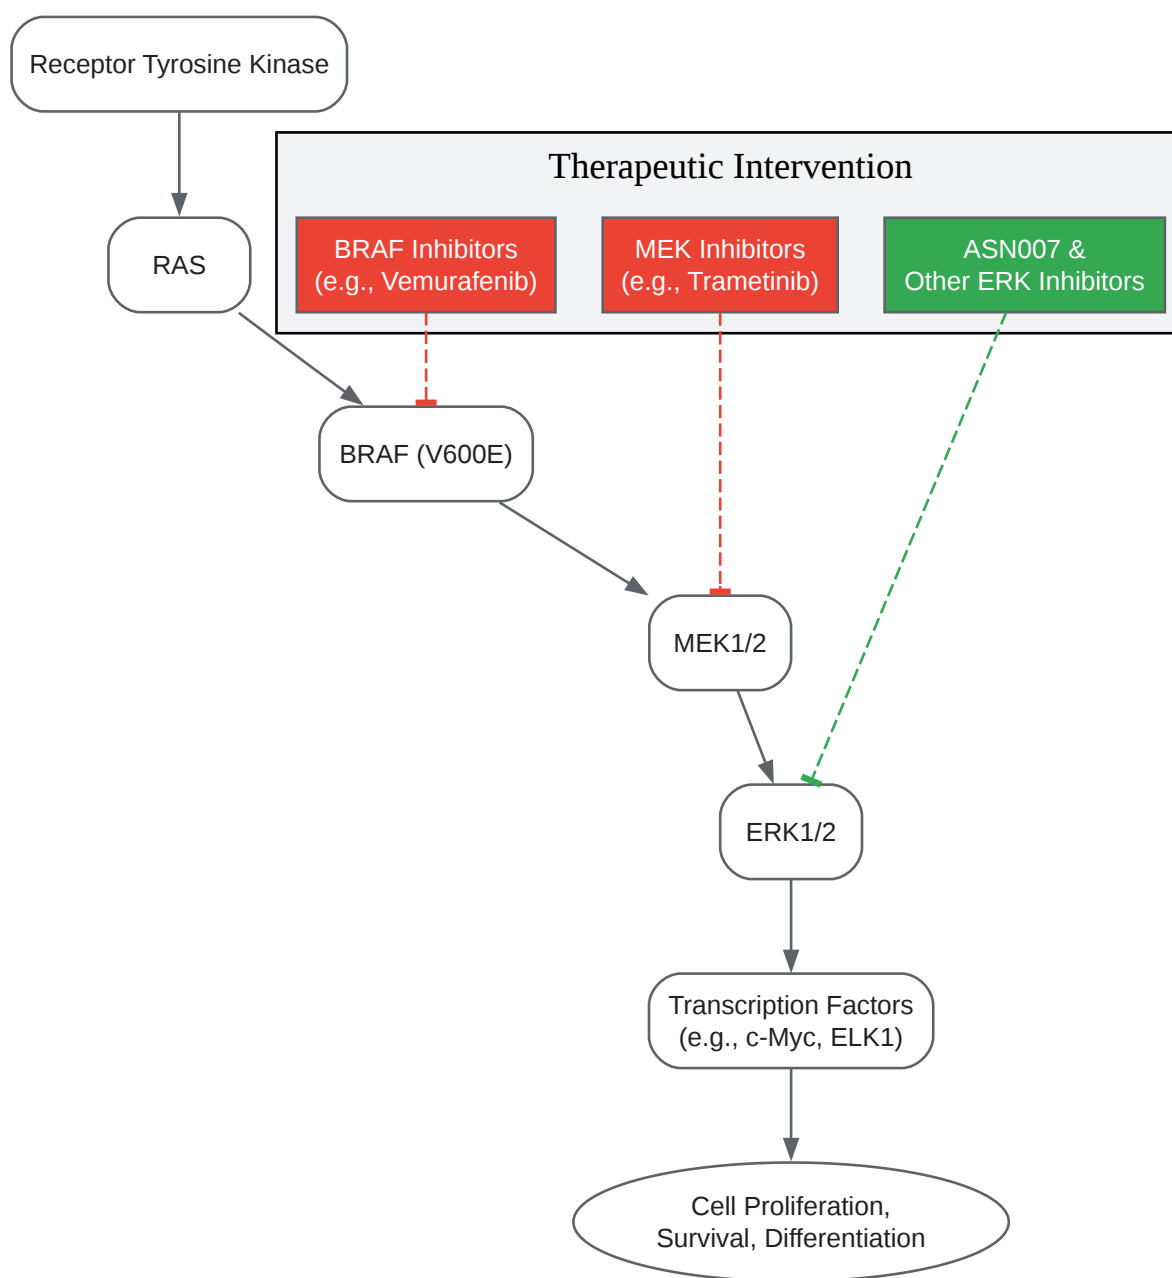 Receptor Tyrosine Kinase
Therapeutic Intervention
RAS
BRAF Inhibitors
(e.g., Vemurafenib)
MEK Inhibitors
(e.g., Trametinib)
ASN007 &
Other ERK Inhibitors
BRAF (V600E)
MEK1/2
ERK1/2
Transcription Factors
(e.g., c-Myc, ELK1)
Cell Proliferation,
Survival, Differentiation